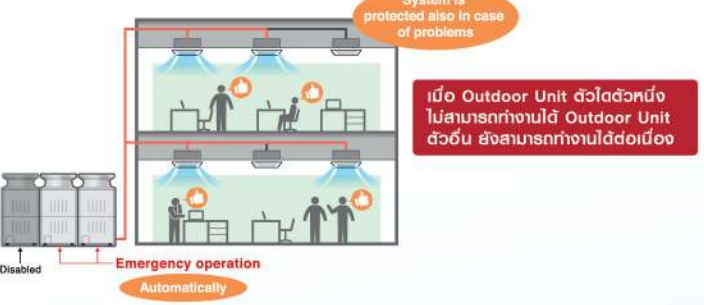 System is
protected also in case
of problems
เมื่อ Outdoor Unit ตัวใดตัวหนึ่ง
ไม่สามารถทำงานได้ Outdoor Unit
ตัวอื่น ยังสามารถทำงานได้ต่อเนื่อง
Disabled
Emergency operation
Automatically